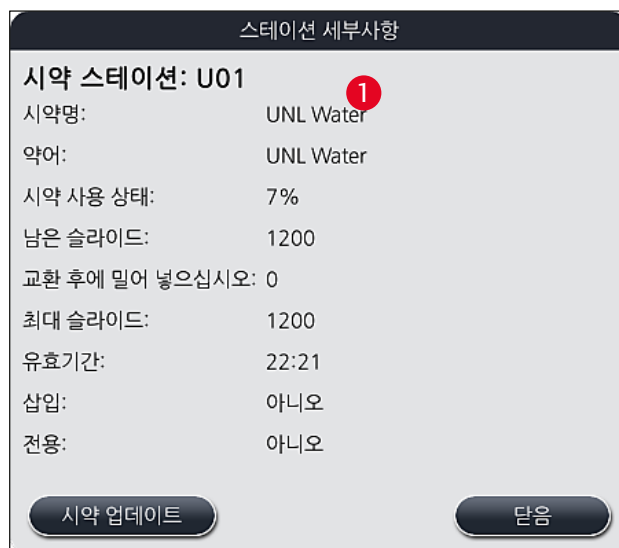 스테이션 세부사항
시약 스테이션: U01
1
시약명: UNL Water
약어: UNL Water
시약 사용 상태: 7%
남은 슬라이드: 1200
교환 후에 밀어 넣으십시오: 0
최대 슬라이드: 1200
유효기간: 22:21
삽입: 아니오
전용: 아니오
시약 업데이트 닫음